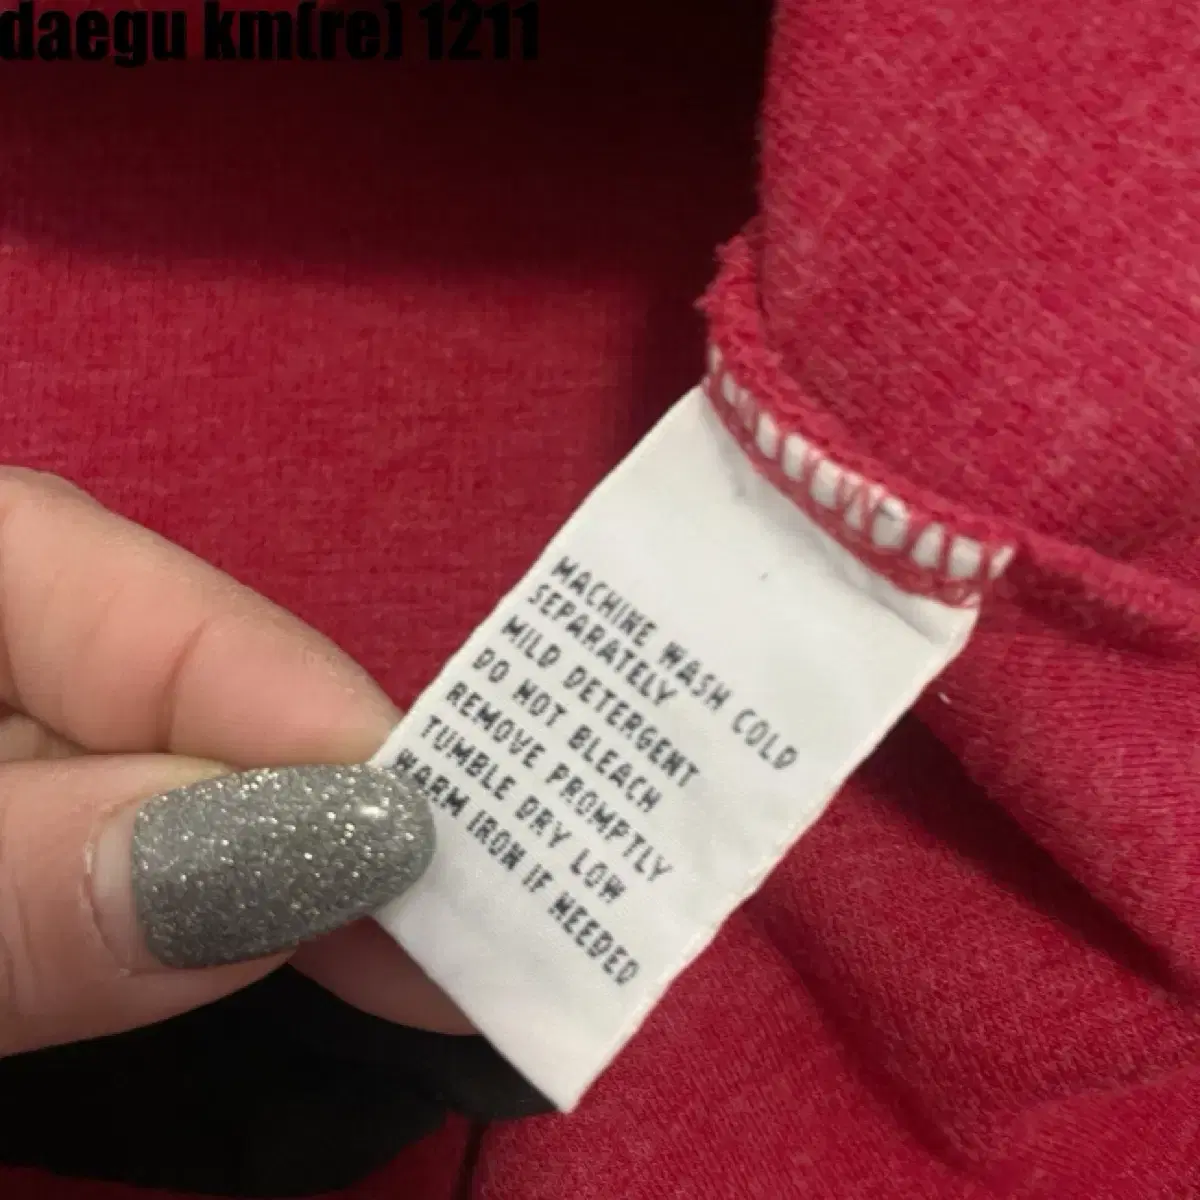 daegu km(re) 1211
MACHINE WASH COLD
SEPARATELY
MILD DETERGENT
DO NOT BLEACH
REMOVE PROMPTLY
TUMBLE DRY LOW
WARM IRON IF NEEDED